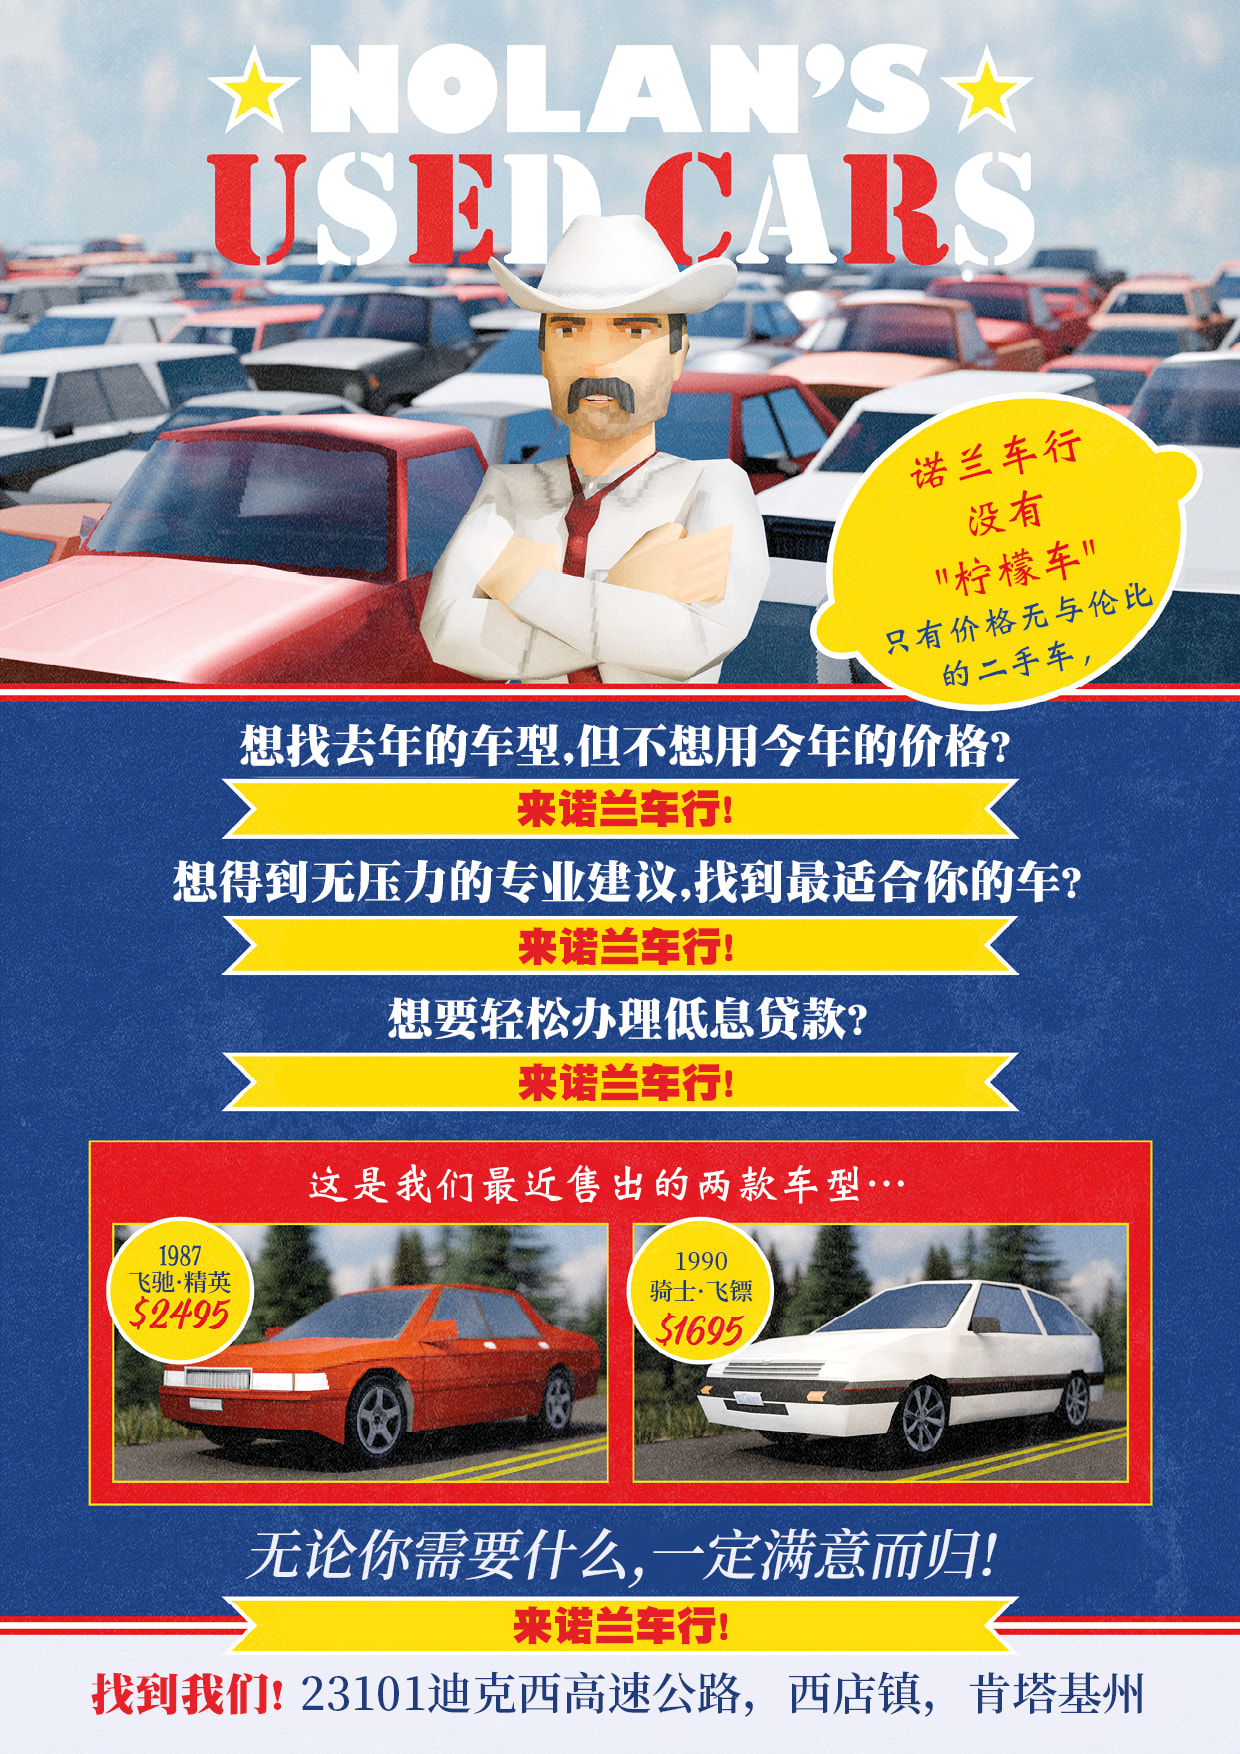 NOLAN'S
USED CARS
诺兰车行
没有
"柠檬车"
只有价格无与伦比
的二手车,
想找去年的车型,但不想用今年的价格?
来诺兰车行!
想得到无压力的专业建议,找到最适合你的车?
来诺兰车行!
想要轻松办理低息贷款?
来诺兰车行!
这是我们最近售出的两款车型…
1987
飞驰·精英
$2495
1990
骑士·飞镖
$1695
无论你需要什么,一定满意而归!
来诺兰车行!
找到我们! 23101迪克西高速公路，西店镇，肯塔基州